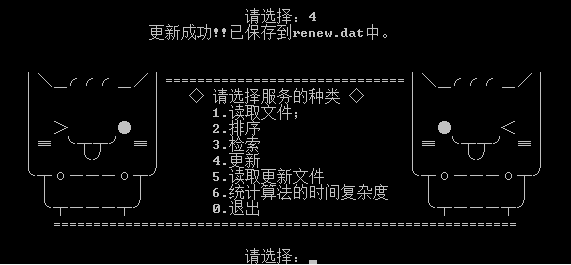 请选择：4
更新成功!!已保存到renew.dat中。
◇ 请选择服务的种类 ◇
1.读取文件;
2.排序
3.检索
4.更新
5.读取更新文件
6.统计算法的时间复杂度
0.退出
请选择：